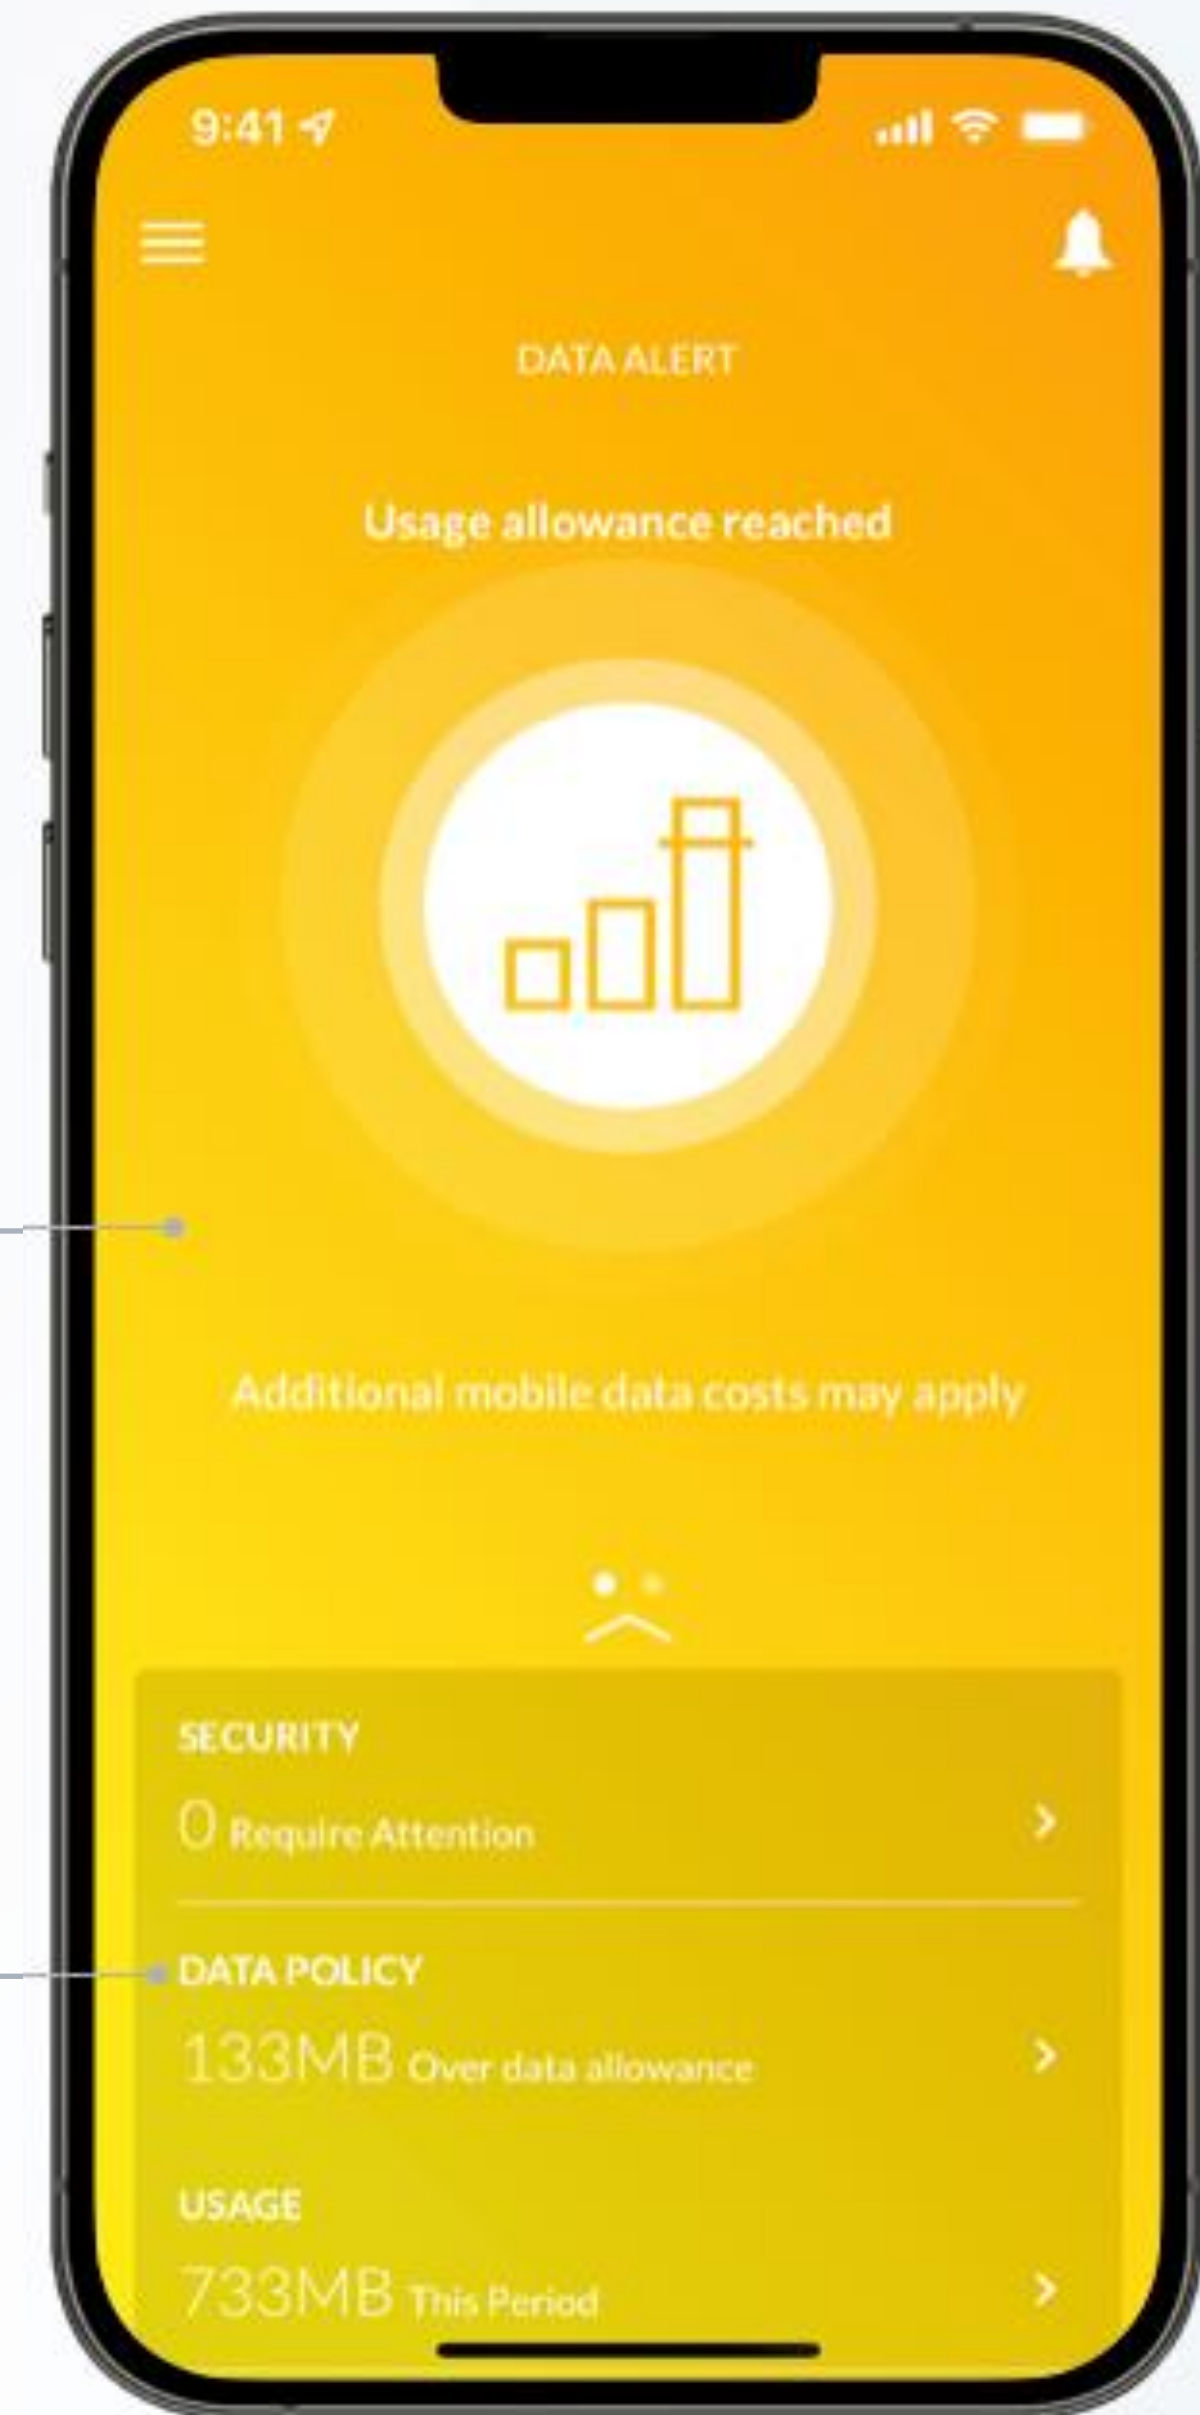 9:41
DATA ALERT
Usage allowance reached
Additional mobile data costs may apply
SECURITY
0 Require Attention
DATA POLICY
133MB Over data allowance
USAGE
733MB This Period